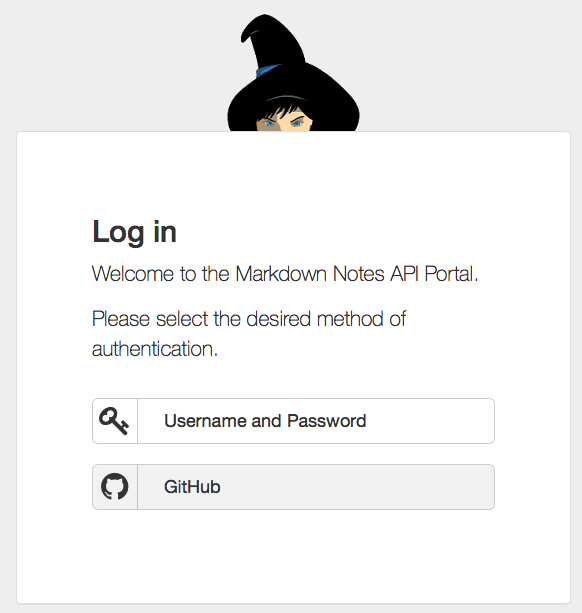 Log in
Welcome to the Markdown Notes API Portal.
Please select the desired method of
authentication.
Username and Password
GitHub